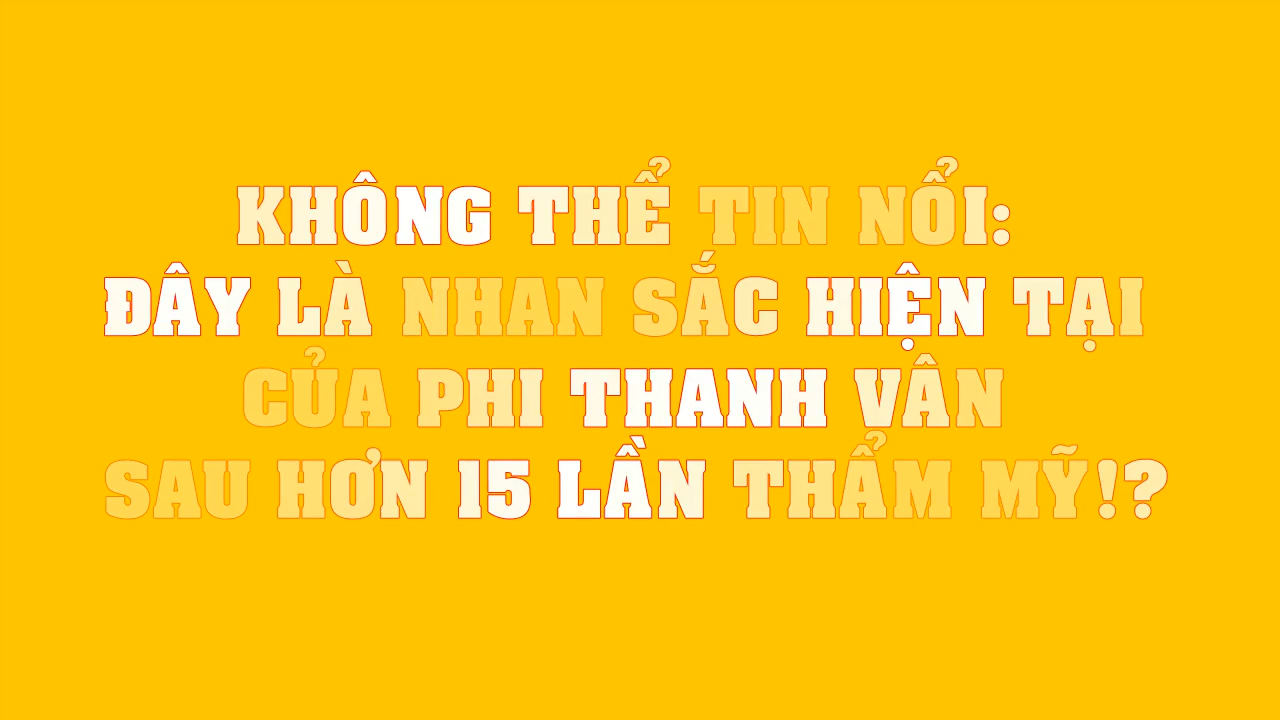 KHÔNG THỂ TIN NỔI:
ĐÂY LÀ NHAN SẮC HIỆN TẠI
CỦA PHI THANH VÂN
SAU HƠN 15 LẦN THẨM MỸ!?